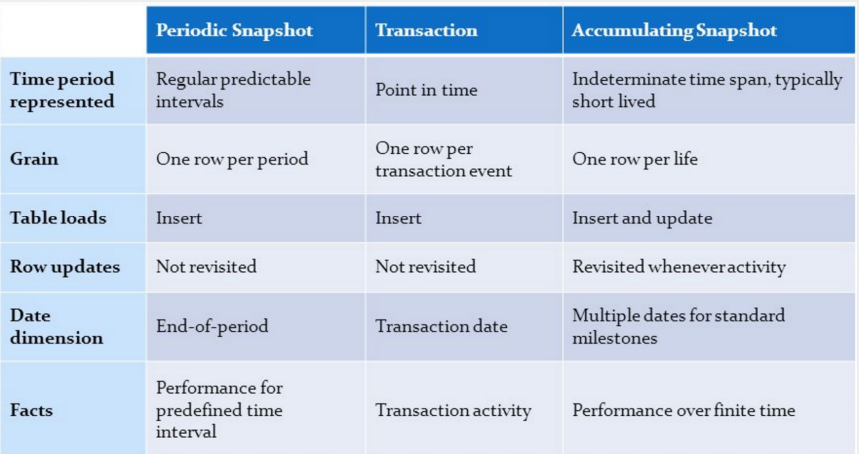 Periodic Snapshot Transaction Accumulating Snapshot
Time period represented Regular predictable intervals Point in time Indeterminate time span, typically short lived
Grain One row per period One row per transaction event One row per life
Table loads Insert Insert Insert and update
Row updates Not revisited Not revisited Revisited whenever activity
Date dimension End-of-period Transaction date Multiple dates for standard milestones
Facts Performance for predefined time interval Transaction activity Performance over finite time